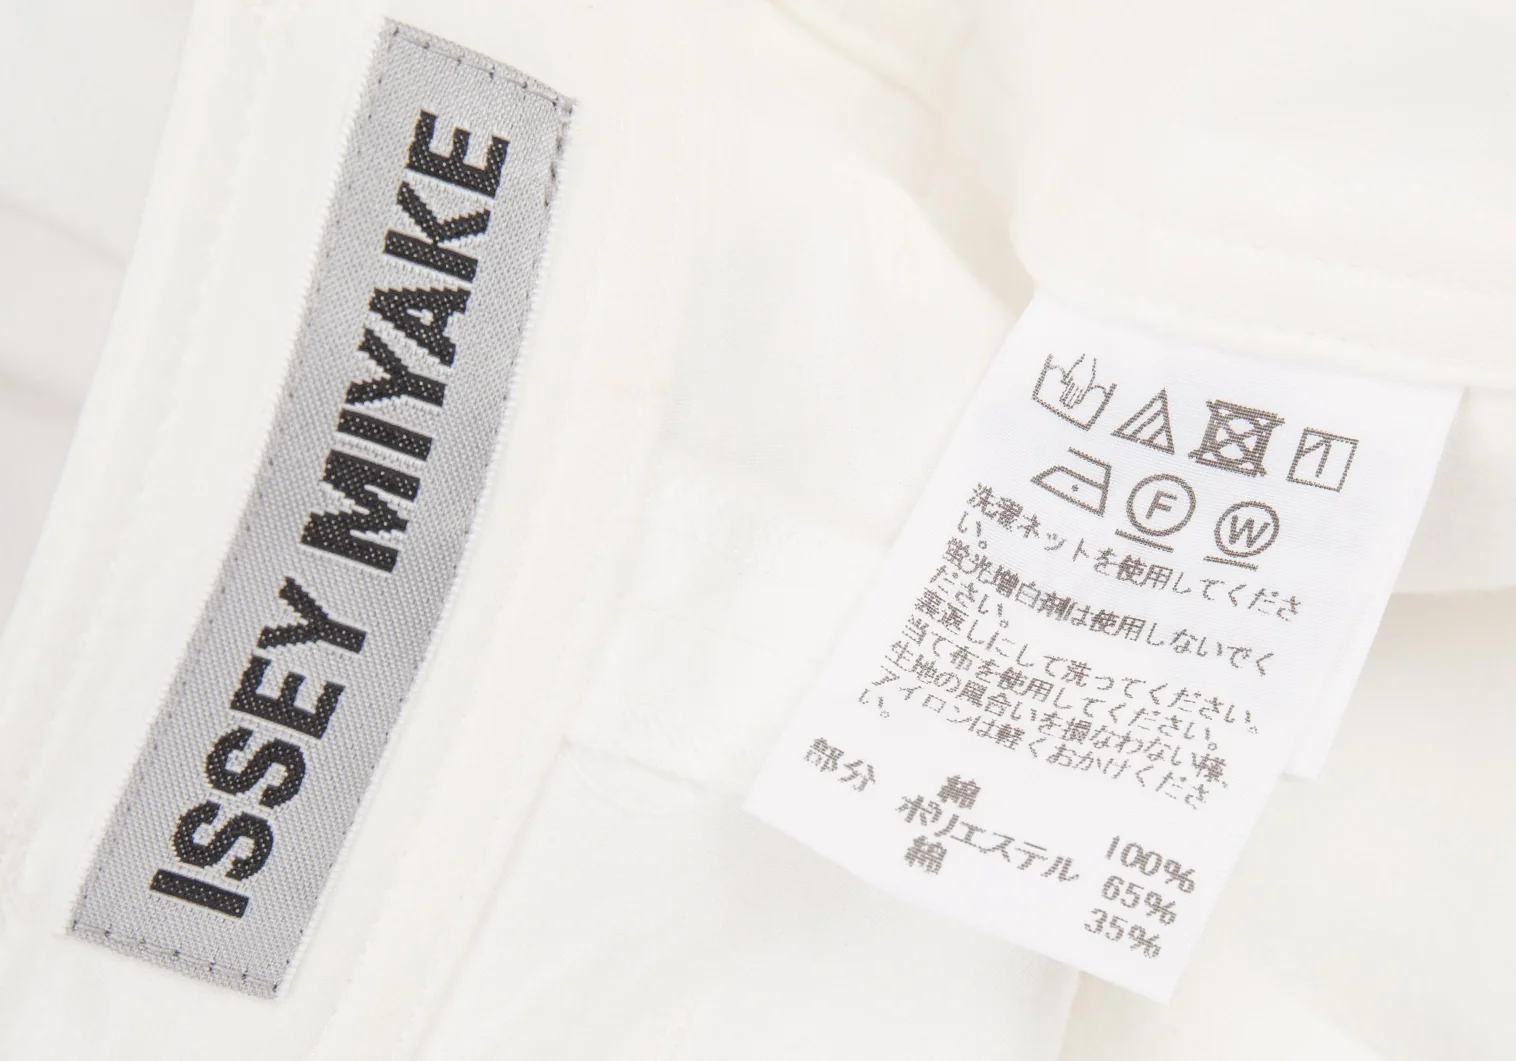 ISSEY MIYAKE
F W
洗濯ネットを使用してくださ
い。
蛍光増白剤は使用しないでく
ださい。
裏返しにして洗ってください。
当て布を使用してください。
生地の風合いを損なわない様、
アイロンは軽くおかけくださ
い。
綿 100%
部分 ポリエステル 65%
綿 35%